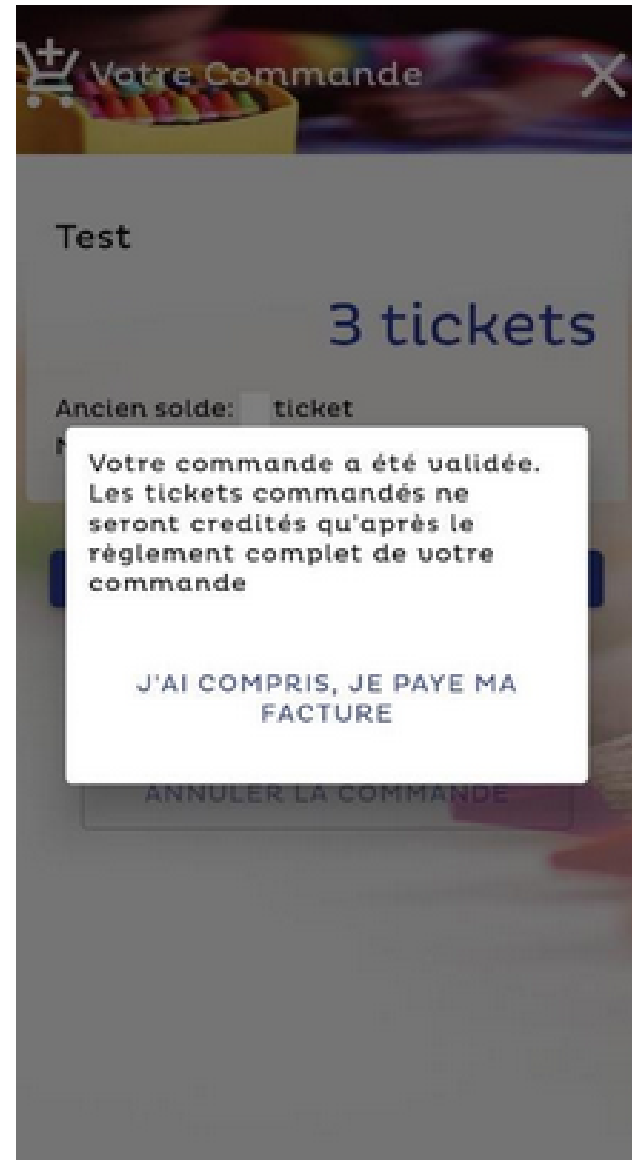 Votre Commande
Test
3 tickets
Ancien solde: ticket
Votre commande a été validée.
Les tickets commandés ne
seront credités qu'après le
règlement complet de votre
commande
J'AI COMPRIS, JE PAYE MA
FACTURE
ANNULER LA COMMANDE